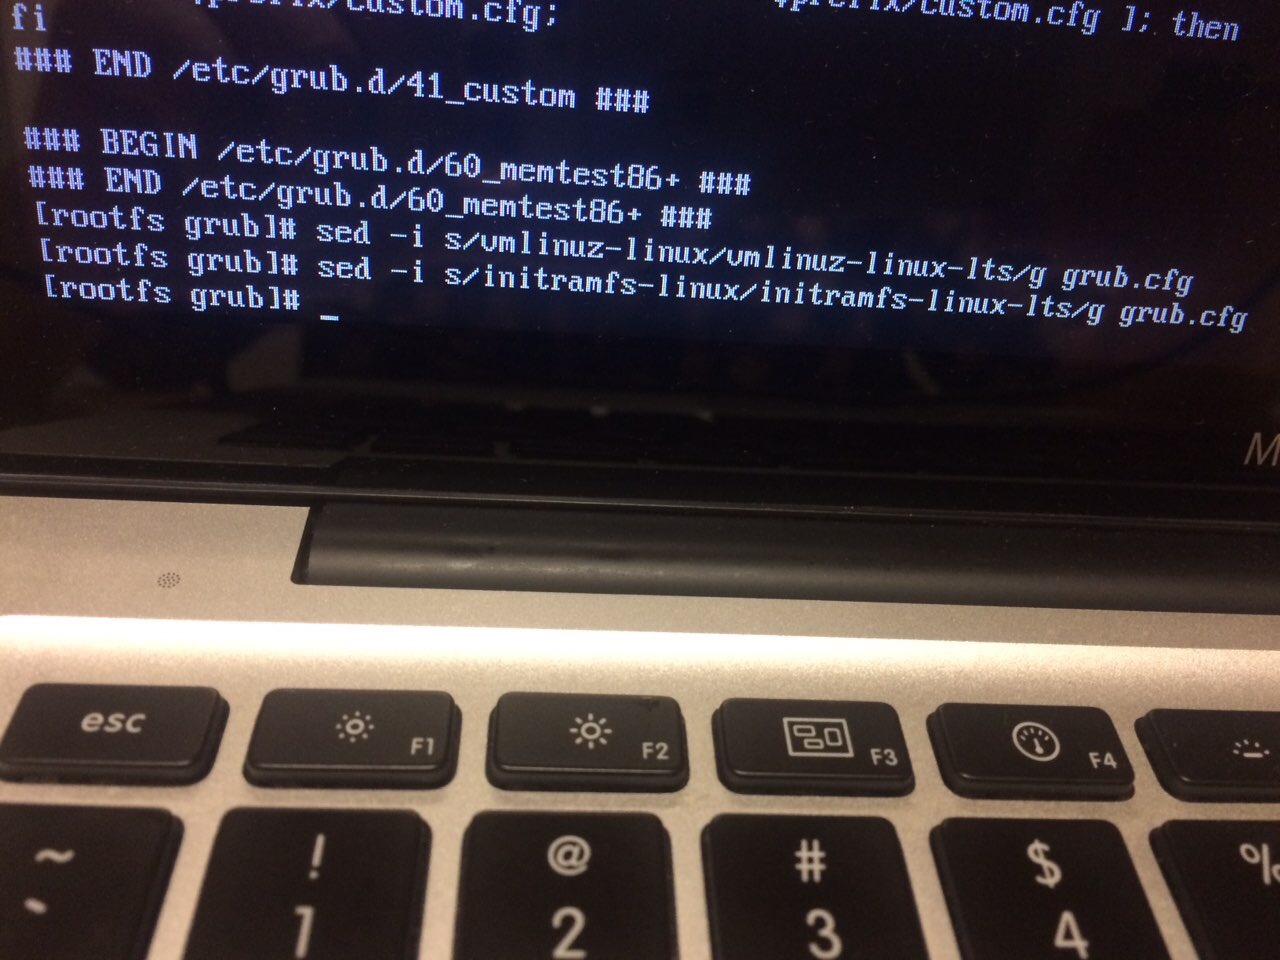 $prefix/custom.cfg; $prefix/custom.cfg ]; then
fi
### END /etc/grub.d/41_custom ###
### BEGIN /etc/grub.d/60_memtest86+ ###
### END /etc/grub.d/60_memtest86+ ###
[rootfs grub]# sed -i s/vmlinuz-linux/vmlinuz-linux-lts/g grub.cfg
[rootfs grub]# sed -i s/initramfs-linux/initramfs-linux-lts/g grub.cfg
[rootfs grub]# _
M
esc F1 F2 F3 F4
~ ! @ # $ %
` 1 2 3 4